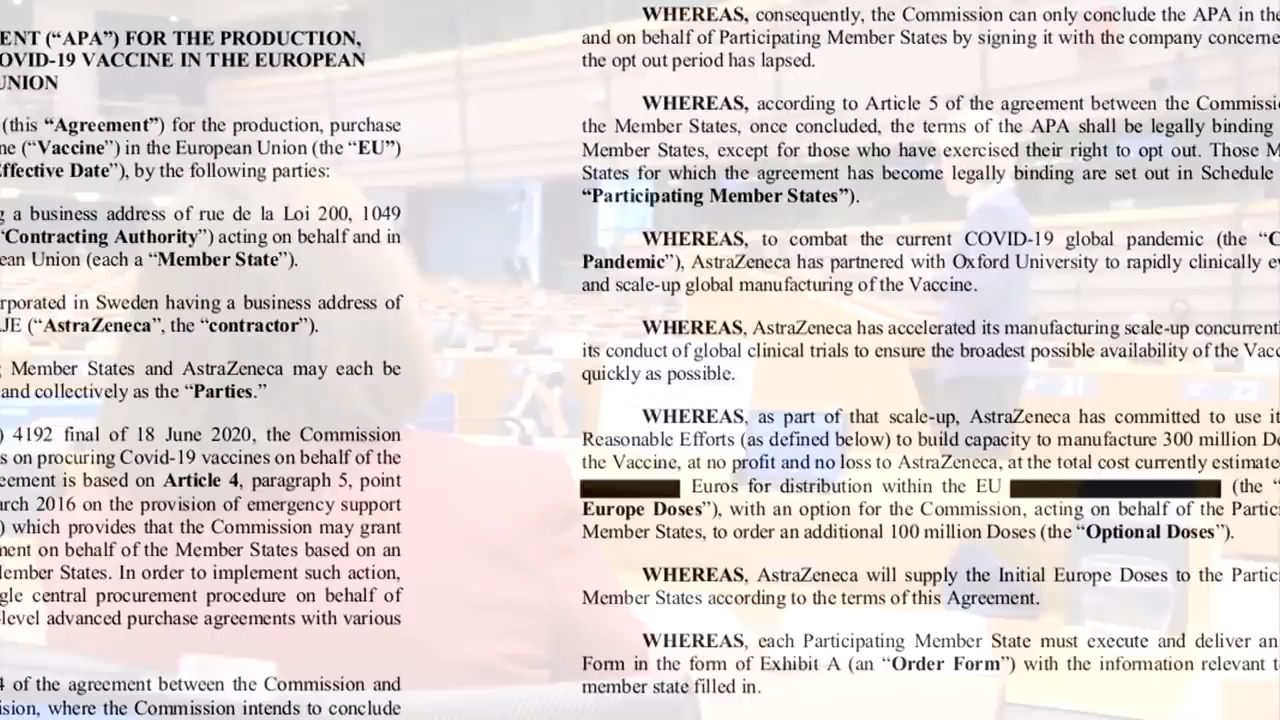 ENT (“APA”) FOR THE PRODUCTION,
OVID-19 VACCINE IN THE EUROPEAN
UNION
(this “Agreement”) for the production, purchase
ne (“Vaccine”) in the European Union (the “EU”)
ffective Date”), by the following parties:
g a business address of rue de la Loi 200, 1049
“Contracting Authority”) acting on behalf and in
ean Union (each a “Member State”).
rporated in Sweden having a business address of
JE (“AstraZeneca”, the “contractor”).
; Member States and AstraZeneca may each be
and collectively as the “Parties.”
) 4192 final of 18 June 2020, the Commission
s on procuring Covid-19 vaccines on behalf of the
eement is based on Article 4, paragraph 5, point
arch 2016 on the provision of emergency support
) which provides that the Commission may grant
ment on behalf of the Member States based on an
Member States. In order to implement such action,
gle central procurement procedure on behalf of
-level advanced purchase agreements with various
4 of the agreement between the Commission and
ision, where the Commission intends to conclude
WHEREAS, consequently, the Commission can only conclude the APA in the
and on behalf of Participating Member States by signing it with the company concerne
the opt out period has lapsed.
WHEREAS, according to Article 5 of the agreement between the Commissi
the Member States, once concluded, the terms of the APA shall be legally binding
Member States, except for those who have exercised their right to opt out. Those M
States for which the agreement has become legally binding are set out in Schedule
“Participating Member States”).
WHEREAS, to combat the current COVID-19 global pandemic (the “C
Pandemic”), AstraZeneca has partnered with Oxford University to rapidly clinically ev
and scale-up global manufacturing of the Vaccine.
WHEREAS, AstraZeneca has accelerated its manufacturing scale-up concurrent
its conduct of global clinical trials to ensure the broadest possible availability of the Vacc
quickly as possible.
WHEREAS, as part of that scale-up, AstraZeneca has committed to use it
Reasonable Efforts (as defined below) to build capacity to manufacture 300 million Do
the Vaccine, at no profit and no loss to AstraZeneca, at the total cost currently estimate
Euros for distribution within the EU (the “
Europe Doses”), with an option for the Commission, acting on behalf of the Partici
Member States, to order an additional 100 million Doses (the “Optional Doses”).
WHEREAS, AstraZeneca will supply the Initial Europe Doses to the Partici
Member States according to the terms of this Agreement.
WHEREAS, each Participating Member State must execute and deliver an
Form in the form of Exhibit A (an “Order Form”) with the information relevant t
member state filled in.